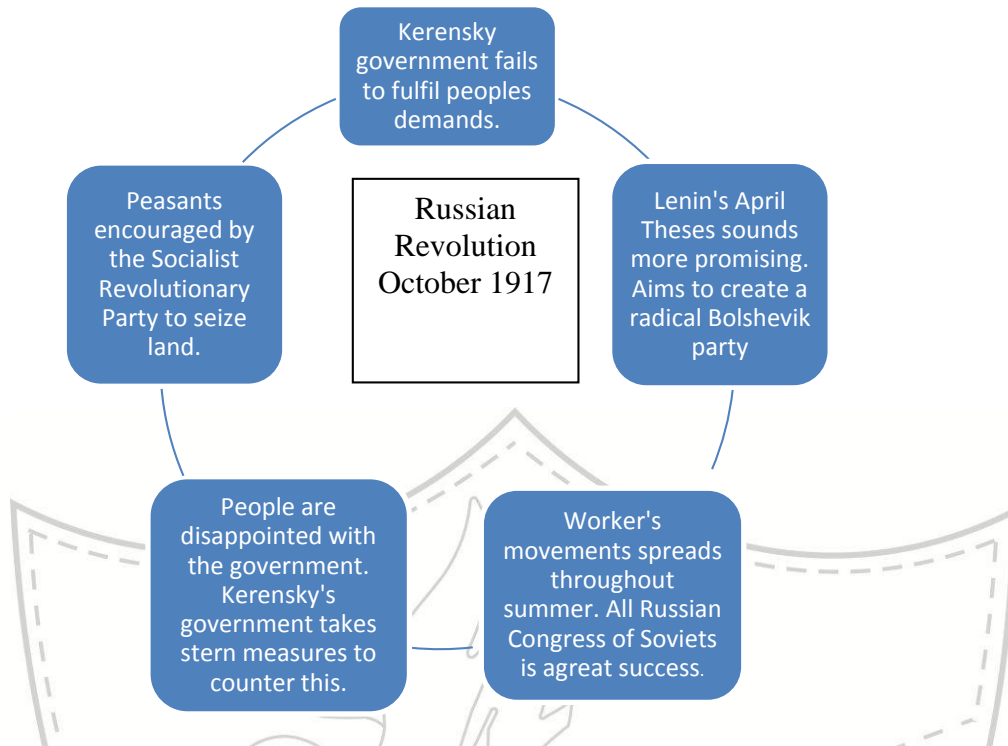 Kerensky
government fails
to fulfil peoples
demands.
Russian
Revolution
October 1917
Lenin's April
Theses sounds
more promising.
Aims to create a
radical Bolshevik
party
Worker's
movements spreads
throughout
summer. All Russian
Congress of Soviets
is agreat success.
People are
disappointed with
the government.
Kerensky's
government takes
stern measures to
counter this.
Peasants
encouraged by
the Socialist
Revolutionary
Party to seize
land.